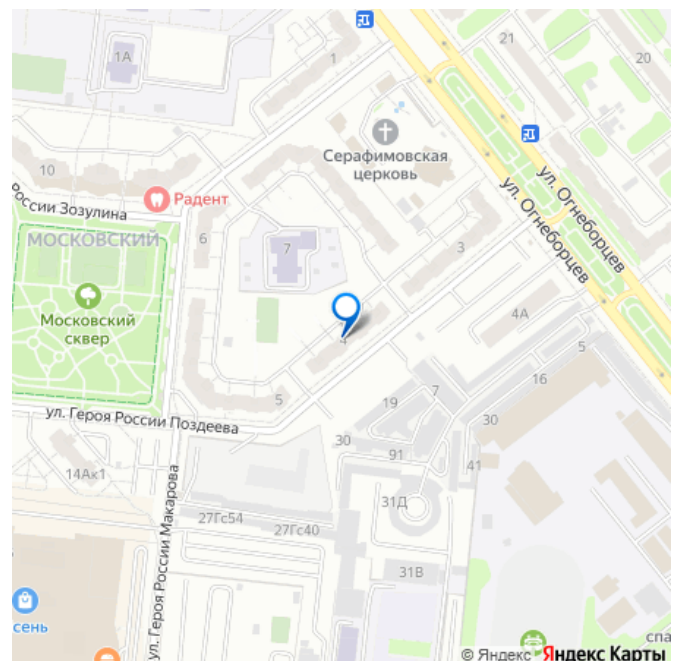 1А
1
21
20
Серафимовская
церковь
10
Радент
России Зозулина
МОСКОВСКИЙ
6
7
3
ул. Огнеборцев
ул. Огнеборцев
Московский
сквер
4
4А
5
16
ул. Героя России Поздеева
5
19
7
30
30
91
41
14Ак1
31Д
27Гс54
27Гс40
31В
ул. Героя России Макарова
сень
спа
© Яндекс Яндекс Карты